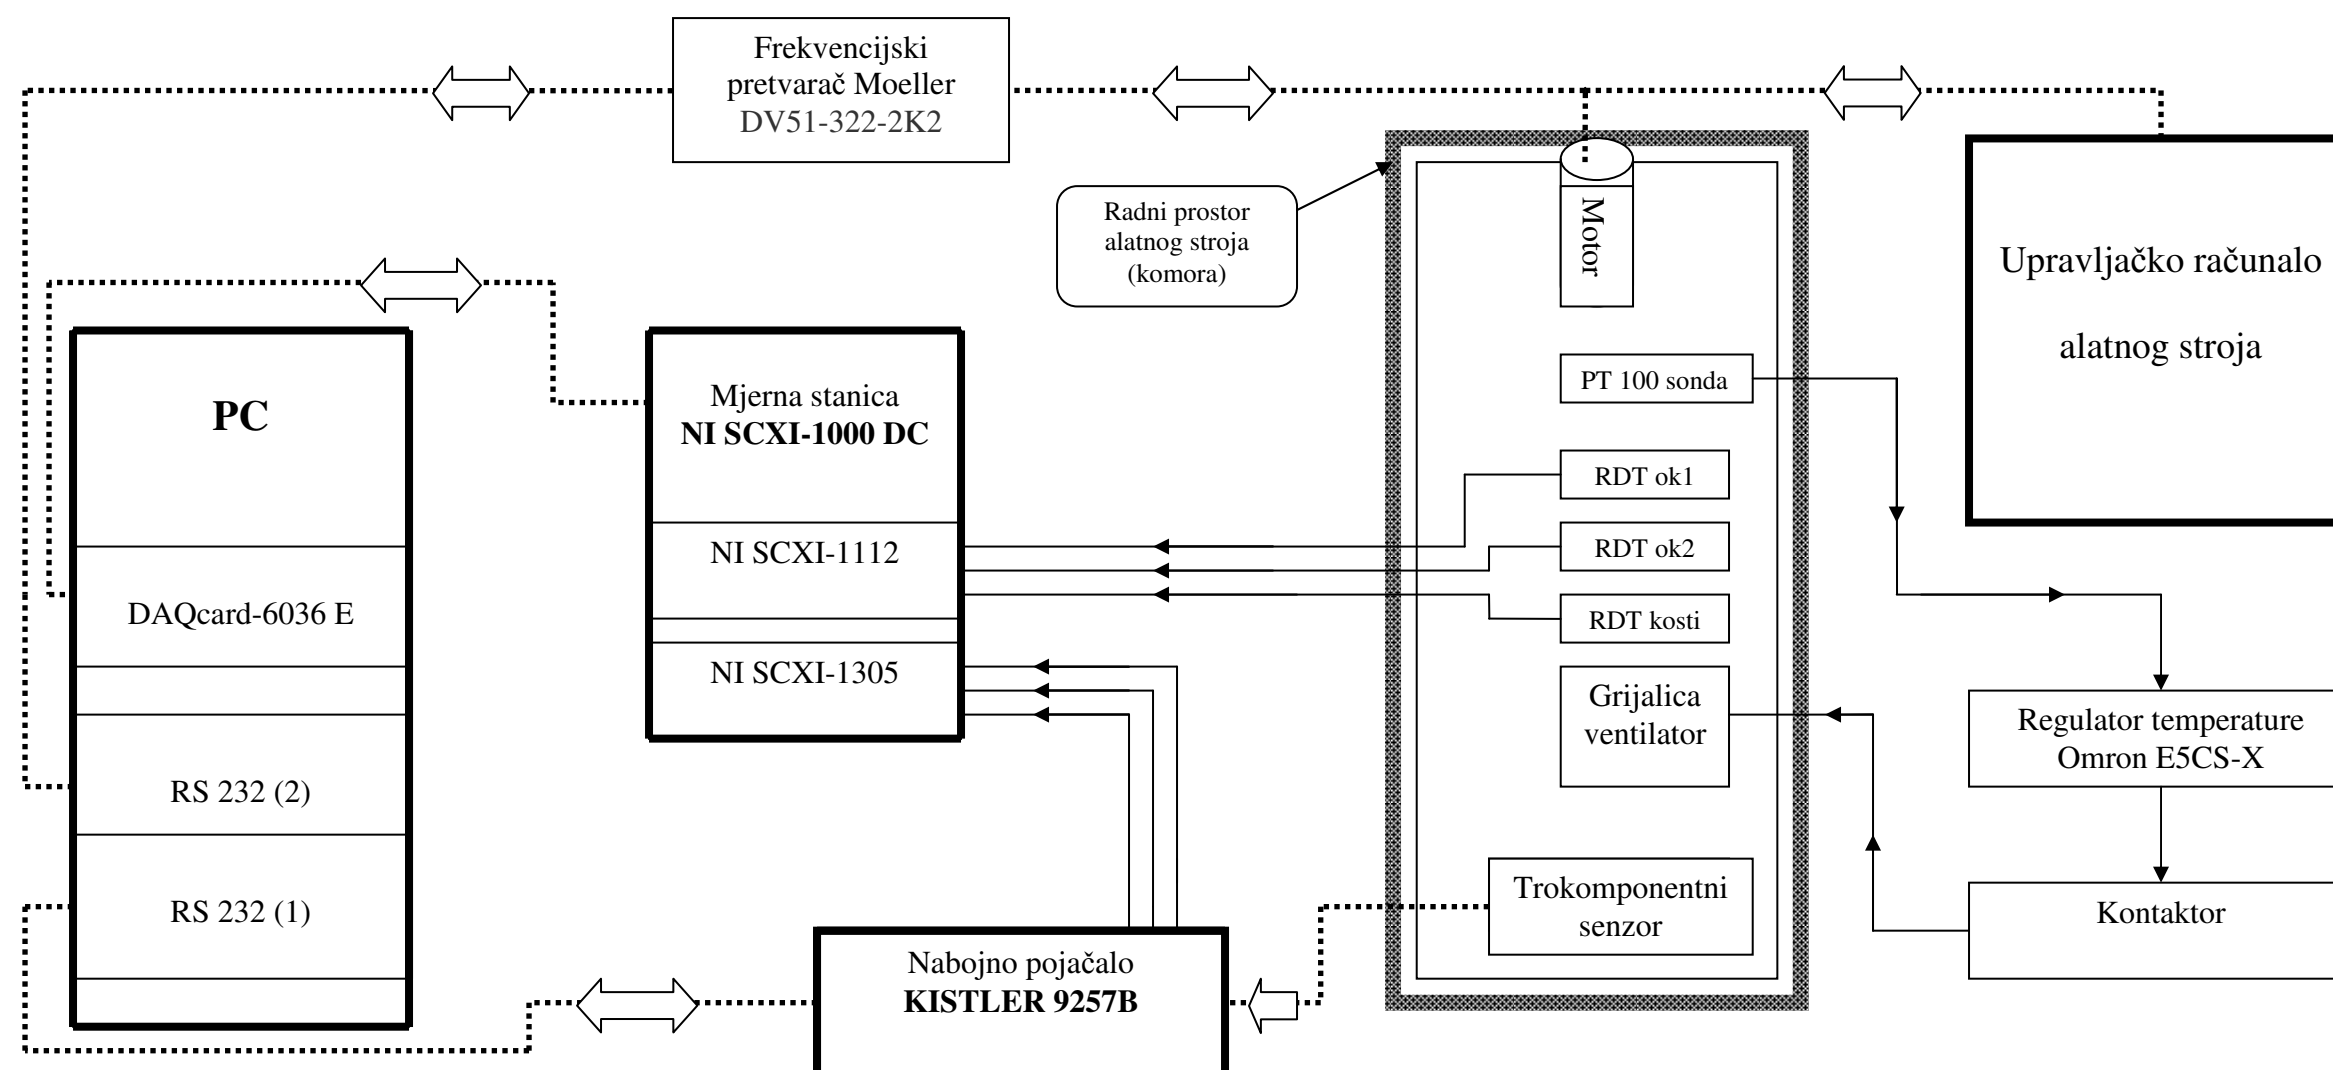 Frekvencijski
pretvarač Moeller
DV51-322-2K2
Radni prostor
alatnog stroja
(komora)
Motor
Upravljačko računalo
alatnog stroja
PC
DAQcard-6036 E
RS 232 (2)
RS 232 (1)
Mjerna stanica
NI SCXI-1000 DC
NI SCXI-1112
NI SCXI-1305
PT 100 sonda
RDT ok1
RDT ok2
RDT kosti
Grijalica
ventilator
Trokomponentni
senzor
Regulator temperature
Omron E5CS-X
Kontaktor
Nabojno pojačalo
KISTLER 9257B